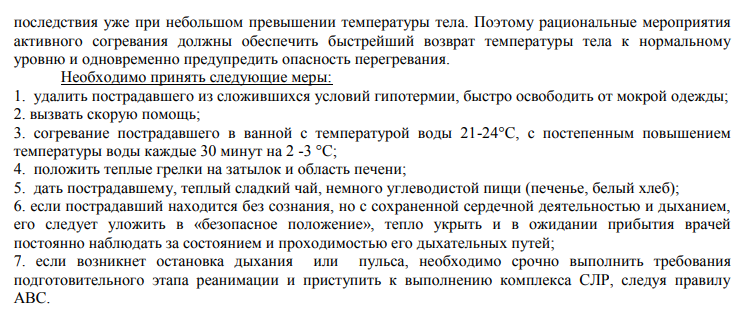 последствия уже при небольшом превышении температуры тела. Поэтому рациональные мероприятия
активного согревания должны обеспечить быстрейший возврат температуры тела к нормальному
уровню и одновременно предупредить опасность перегревания.
Необходимо принять следующие меры:
1. удалить пострадавшего из сложившихся условий гипотермии, быстро освободить от мокрой одежды;
2. вызвать скорую помощь;
3. согревание пострадавшего в ванной с температурой воды 21-24°С, с постепенным повышением
температуры воды каждые 30 минут на 2 -3 °С;
4. положить теплые грелки на затылок и область печени;
5. дать пострадавшему, теплый сладкий чай, немного углеводистой пищи (печенье, белый хлеб);
6. если пострадавший находится без сознания, но с сохраненной сердечной деятельностью и дыханием,
его следует уложить в «безопасное положение», тепло укрыть и в ожидании прибытия врачей
постоянно наблюдать за состоянием и проходимостью его дыхательных путей;
7. если возникнет остановка дыхания или пульса, необходимо срочно выполнить требования
подготовительного этапа реанимации и приступить к выполнению комплекса СЛР, следуя правилу
АВС.